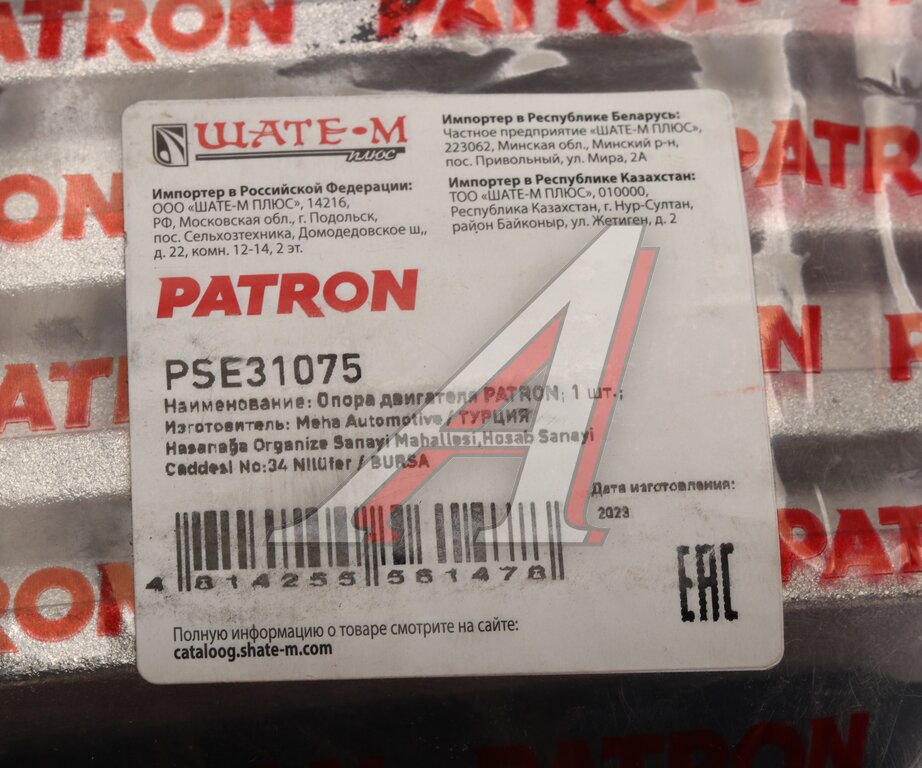 PATRON
ШАТЕ-М
ПЛЮС
Импортер в Российской Федерации:
ООО «ШАТЕ-М ПЛЮС», 14216,
РФ, Московская обл., г. Подольск,
пос. Сельхозтехника, Домодедовское ш,,
д. 22, комн. 12-14, 2 эт.
Импортер в Республике Беларусь:
Частное предприятие «ШАТЕ-М ПЛЮС»,
223062, Минская обл., Минский р-н,
пос. Привольный, ул. Мира, 2А
Импортер в Республике Казахстан:
ТОО «ШАТЕ-М ПЛЮС», 010000,
Республика Казахстан, г. Нур-Султан,
район Байконыр, ул. Жетиген, д. 2
PATRON
PSE31075
Наименование: Опора двигателя PATRON; 1 шт.;
Изготовитель: Meha Automotive / ТУРЦИЯ
Hasanağa Organize Sanayi Mahallesi,Hosab Sanayi
Caddesi No:34 Nilüfer / BURSA
Дата изготовления:
2023
4814255561478
EAC
Полную информацию о товаре смотрите на сайте:
cataloog.shate-m.com
PATRON